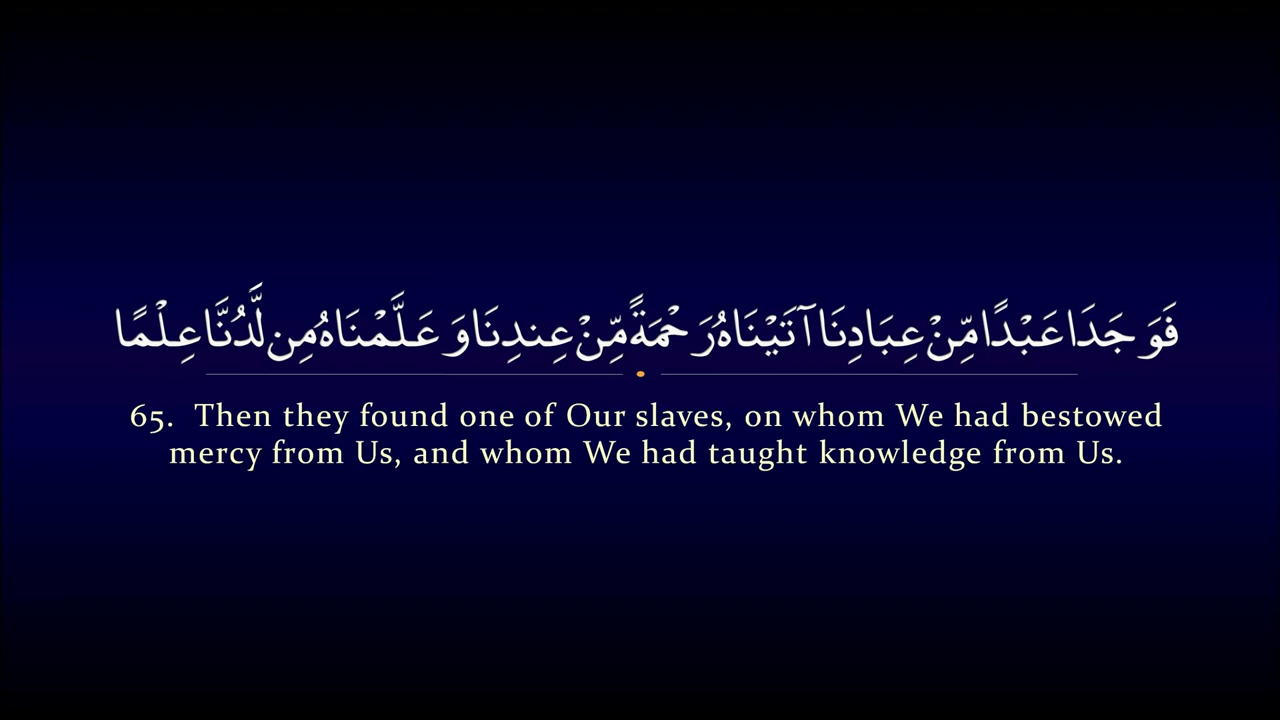 فَوَجَدَا عَبْدًا مِّنْ عِبَادِنَا آتَيْنَاهُ رَحْمَةً مِّنْ عِندِنَا وَعَلَّمْنَاهُ مِن لَّدُنَّا عِلْمًا
65. Then they found one of Our slaves, on whom We had bestowed
mercy from Us, and whom We had taught knowledge from Us.